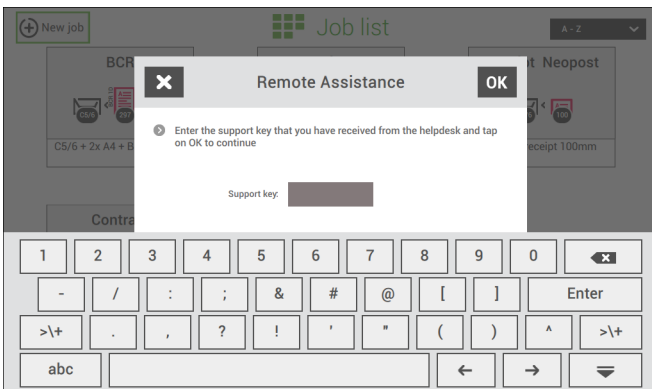 New job
Job list
A - Z
BCR
Neopost
Remote Assistance
OK
BCR 1D
C5/6
297
100
Enter the support key that you have received from the helpdesk and tap
on OK to continue
C5/6 + 2x A4 + B
receipt 100mm
Support key:
Contra
1 2 3 4 5 6 7 8 9 0
- / : ; & # @ [ ] Enter
>\+ . , ? ! ' " ( ) ^ >\+
abc ← →